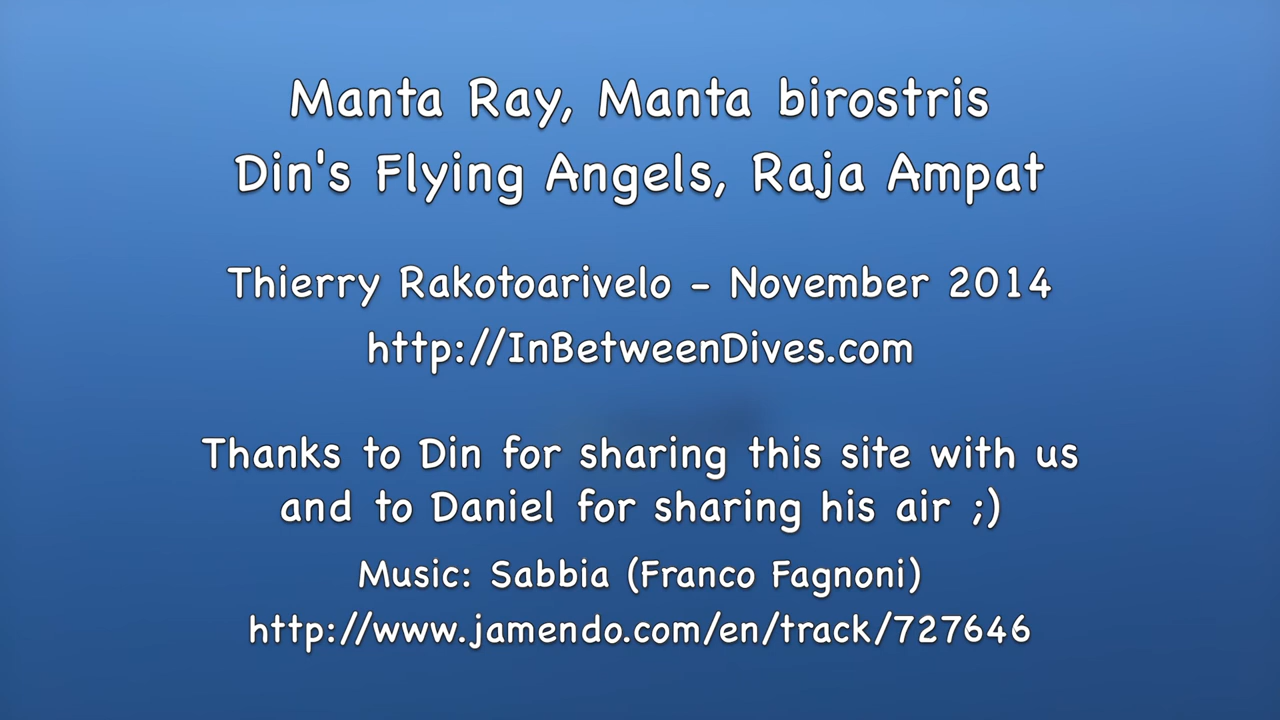 Manta Ray, Manta birostris
Din's Flying Angels, Raja Ampat
Thierry Rakotoarivelo - November 2014
http://InBetweenDives.com
Thanks to Din for sharing this site with us
and to Daniel for sharing his air ;)
Music: Sabbia (Franco Fagnoni)
http://www.jamendo.com/en/track/727646